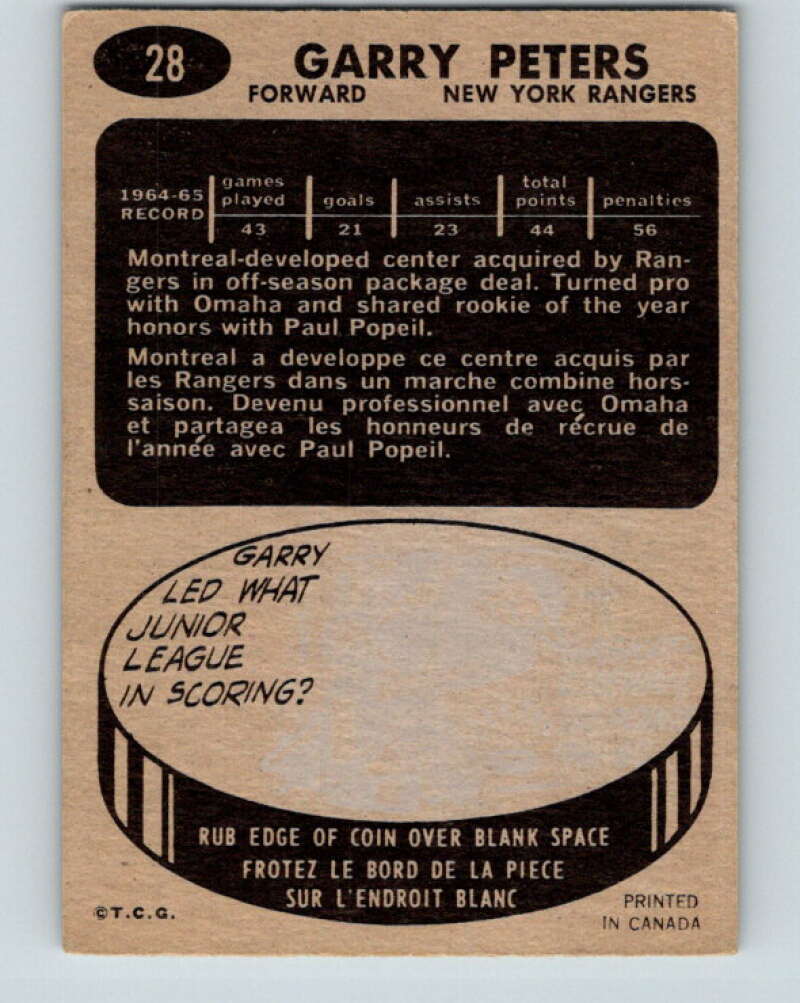 28
GARRY PETERS
FORWARD NEW YORK RANGERS
1964-65 RECORD games played goals assists total points penalties
43 21 23 44 56
Montreal-developed center acquired by Ran-
gers in off-season package deal. Turned pro
with Omaha and shared rookie of the year
honors with Paul Popeil.
Montreal a developpe ce centre acquis par
les Rangers dans un marche combine hors-
saison. Devenu professionnel avec Omaha
et partagea les honneurs de récrue de
l'année avec Paul Popeil.
GARRY
LED WHAT
JUNIOR
LEAGUE
IN SCORING?
RUB EDGE OF COIN OVER BLANK SPACE
FROTEZ LE BORD DE LA PIECE
SUR L'ENDROIT BLANC
©T.C.G.
PRINTED
IN CANADA